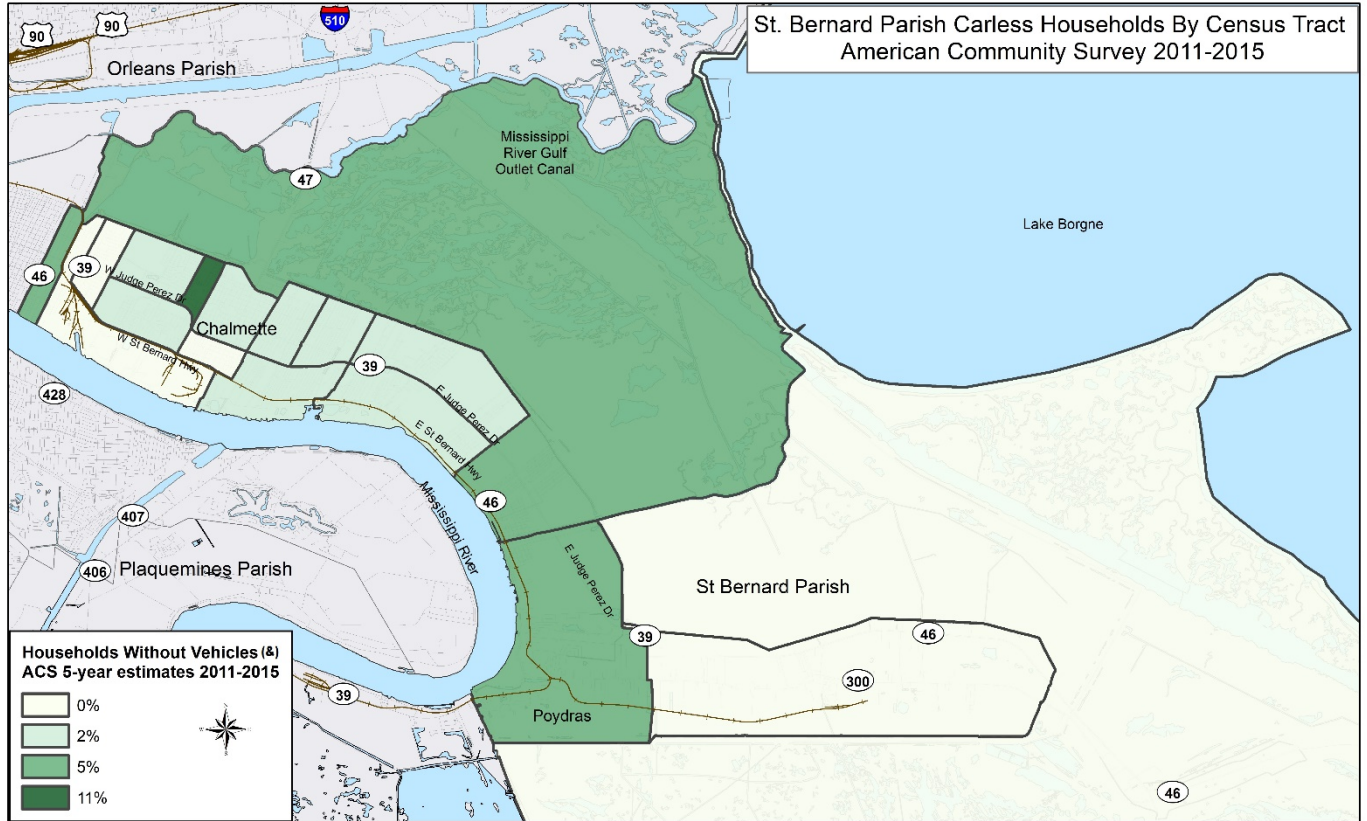 St. Bernard Parish Carless Households By Census Tract
American Community Survey 2011-2015
510
90
90
Orleans Parish
Mississippi
River Gulf
Outlet Canal
47
Lake Borgne
46
39
W Judge Perez Dr
Chalmette
W St Bernard Hwy
39
428
E Judge Perez Dr
E St Bernard Hwy
46
Mississippi River
407
406
Plaquemines Parish
E Judge Perez Dr
St Bernard Parish
39
46
300
39
Poydras
46
Households Without Vehicles (&)
ACS 5-year estimates 2011-2015
0%
2%
5%
11%